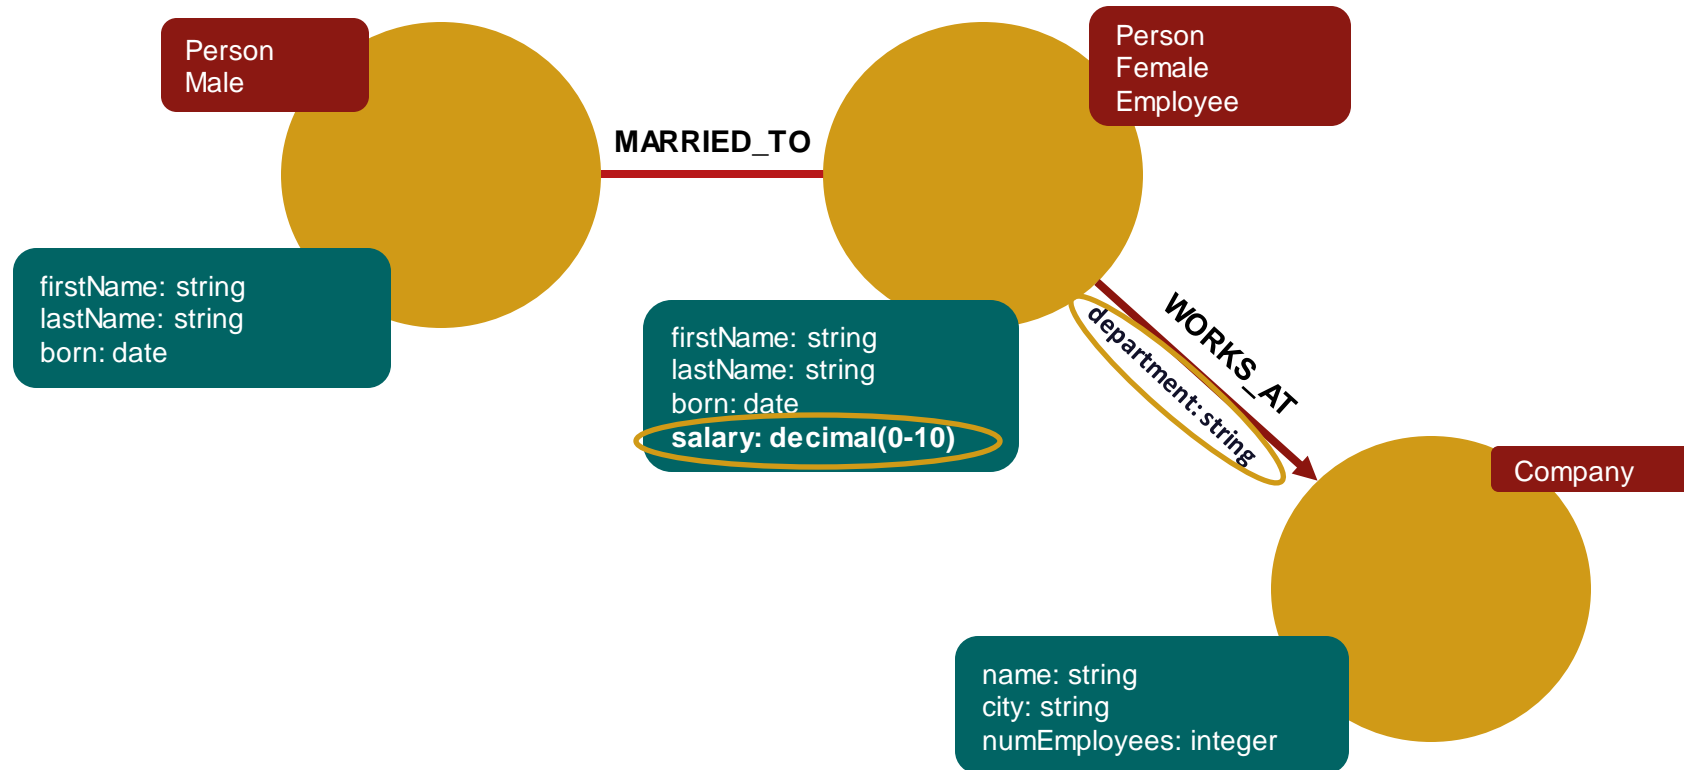 Person
Male
Person
Female
Employee
MARRIED_TO
firstName: string
lastName: string
born: date
firstName: string
lastName: string
born: date
salary: decimal(0-10)
WORKS_AT
department: string
Company
name: string
city: string
numEmployees: integer